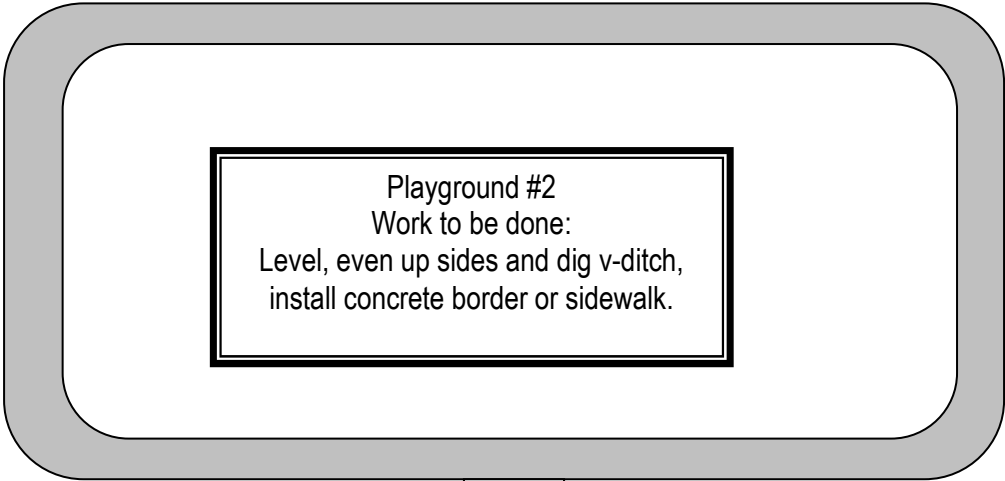 Playground #2
Work to be done:
Level, even up sides and dig v-ditch,
install concrete border or sidewalk.